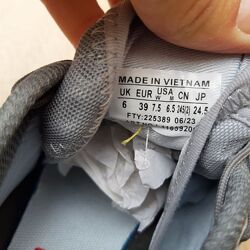 MADE IN VIETNAM
UK EUR USA CN JP
W M
6 39 7.5 6.5 245(2) 24.5
FTY:225389 06/23